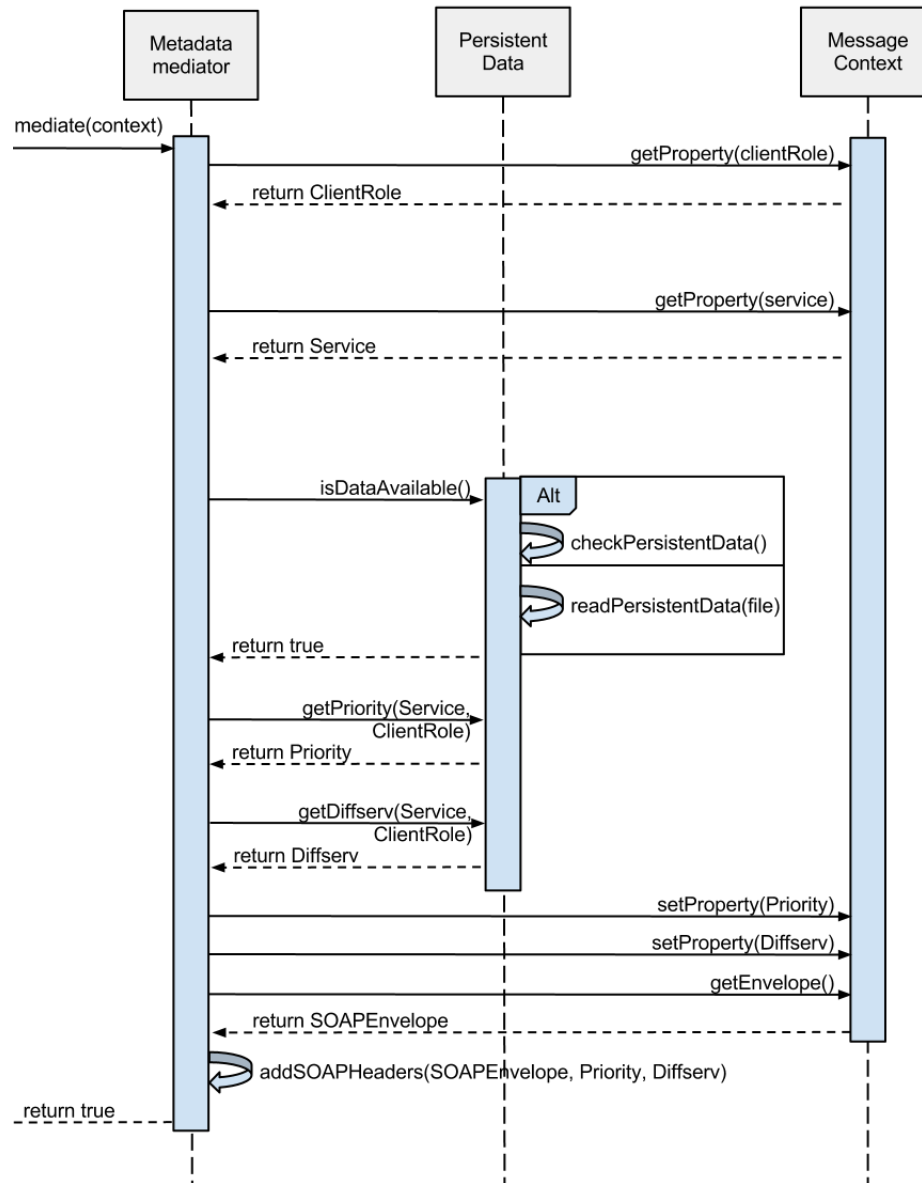 Metadada
mediator
Persistent
Data
Message
Context
mediate(context)
getProperty(clientRole)
return ClientRole
getProperty(service)
return Service
isDataAvailable()
Alt
checkPersistentData()
readPersistentData(file)
return true
getPriority(Service,
ClientRole)
return Priority
getDiffserv(Service,
ClientRole)
return Diffserv
setProperty(Priority)
setProperty(Diffserv)
getEnvelope()
return SOAPEnvelope
addSOAPHeaders(SOAPEnvelope, Priority, Diffserv)
return true